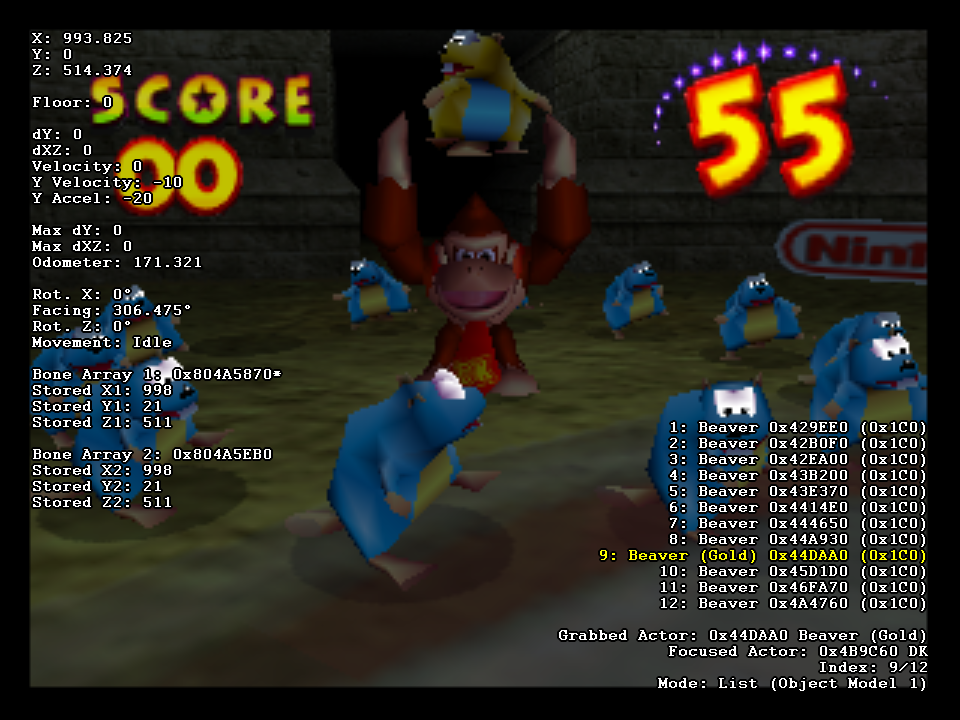 X: 993.825
Y: 0
Z: 514.374
Floor: 0
SCORE
00
55
dY: 0
dXZ: 0
Velocity: 0
Y Velocity: -10
Y Accel: -20
Max dY: 0
Max dXZ: 0
Odometer: 171.321
Rot. X: 0°
Facing: 306.475°
Rot. Z: 0°
Movement: Idle
Bone Array 1: 0x804A5870*
Stored X1: 998
Stored Y1: 21
Stored Z1: 511
Bone Array 2: 0x804A5EB0
Stored X2: 998
Stored Y2: 21
Stored Z2: 511
Nint
DK
1: Beaver 0x429EE0 (0x1C0)
2: Beaver 0x42B0F0 (0x1C0)
3: Beaver 0x42EA00 (0x1C0)
4: Beaver 0x43B200 (0x1C0)
5: Beaver 0x43E370 (0x1C0)
6: Beaver 0x4414E0 (0x1C0)
7: Beaver 0x444650 (0x1C0)
8: Beaver 0x44A930 (0x1C0)
9: Beaver (Gold) 0x44DAA0 (0x1C0)
10: Beaver 0x45D1D0 (0x1C0)
11: Beaver 0x46FA70 (0x1C0)
12: Beaver 0x4A4760 (0x1C0)
Grabbed Actor: 0x44DAA0 Beaver (Gold)
Focused Actor: 0x4B9C60 DK
Index: 9/12
Mode: List (Object Model 1)